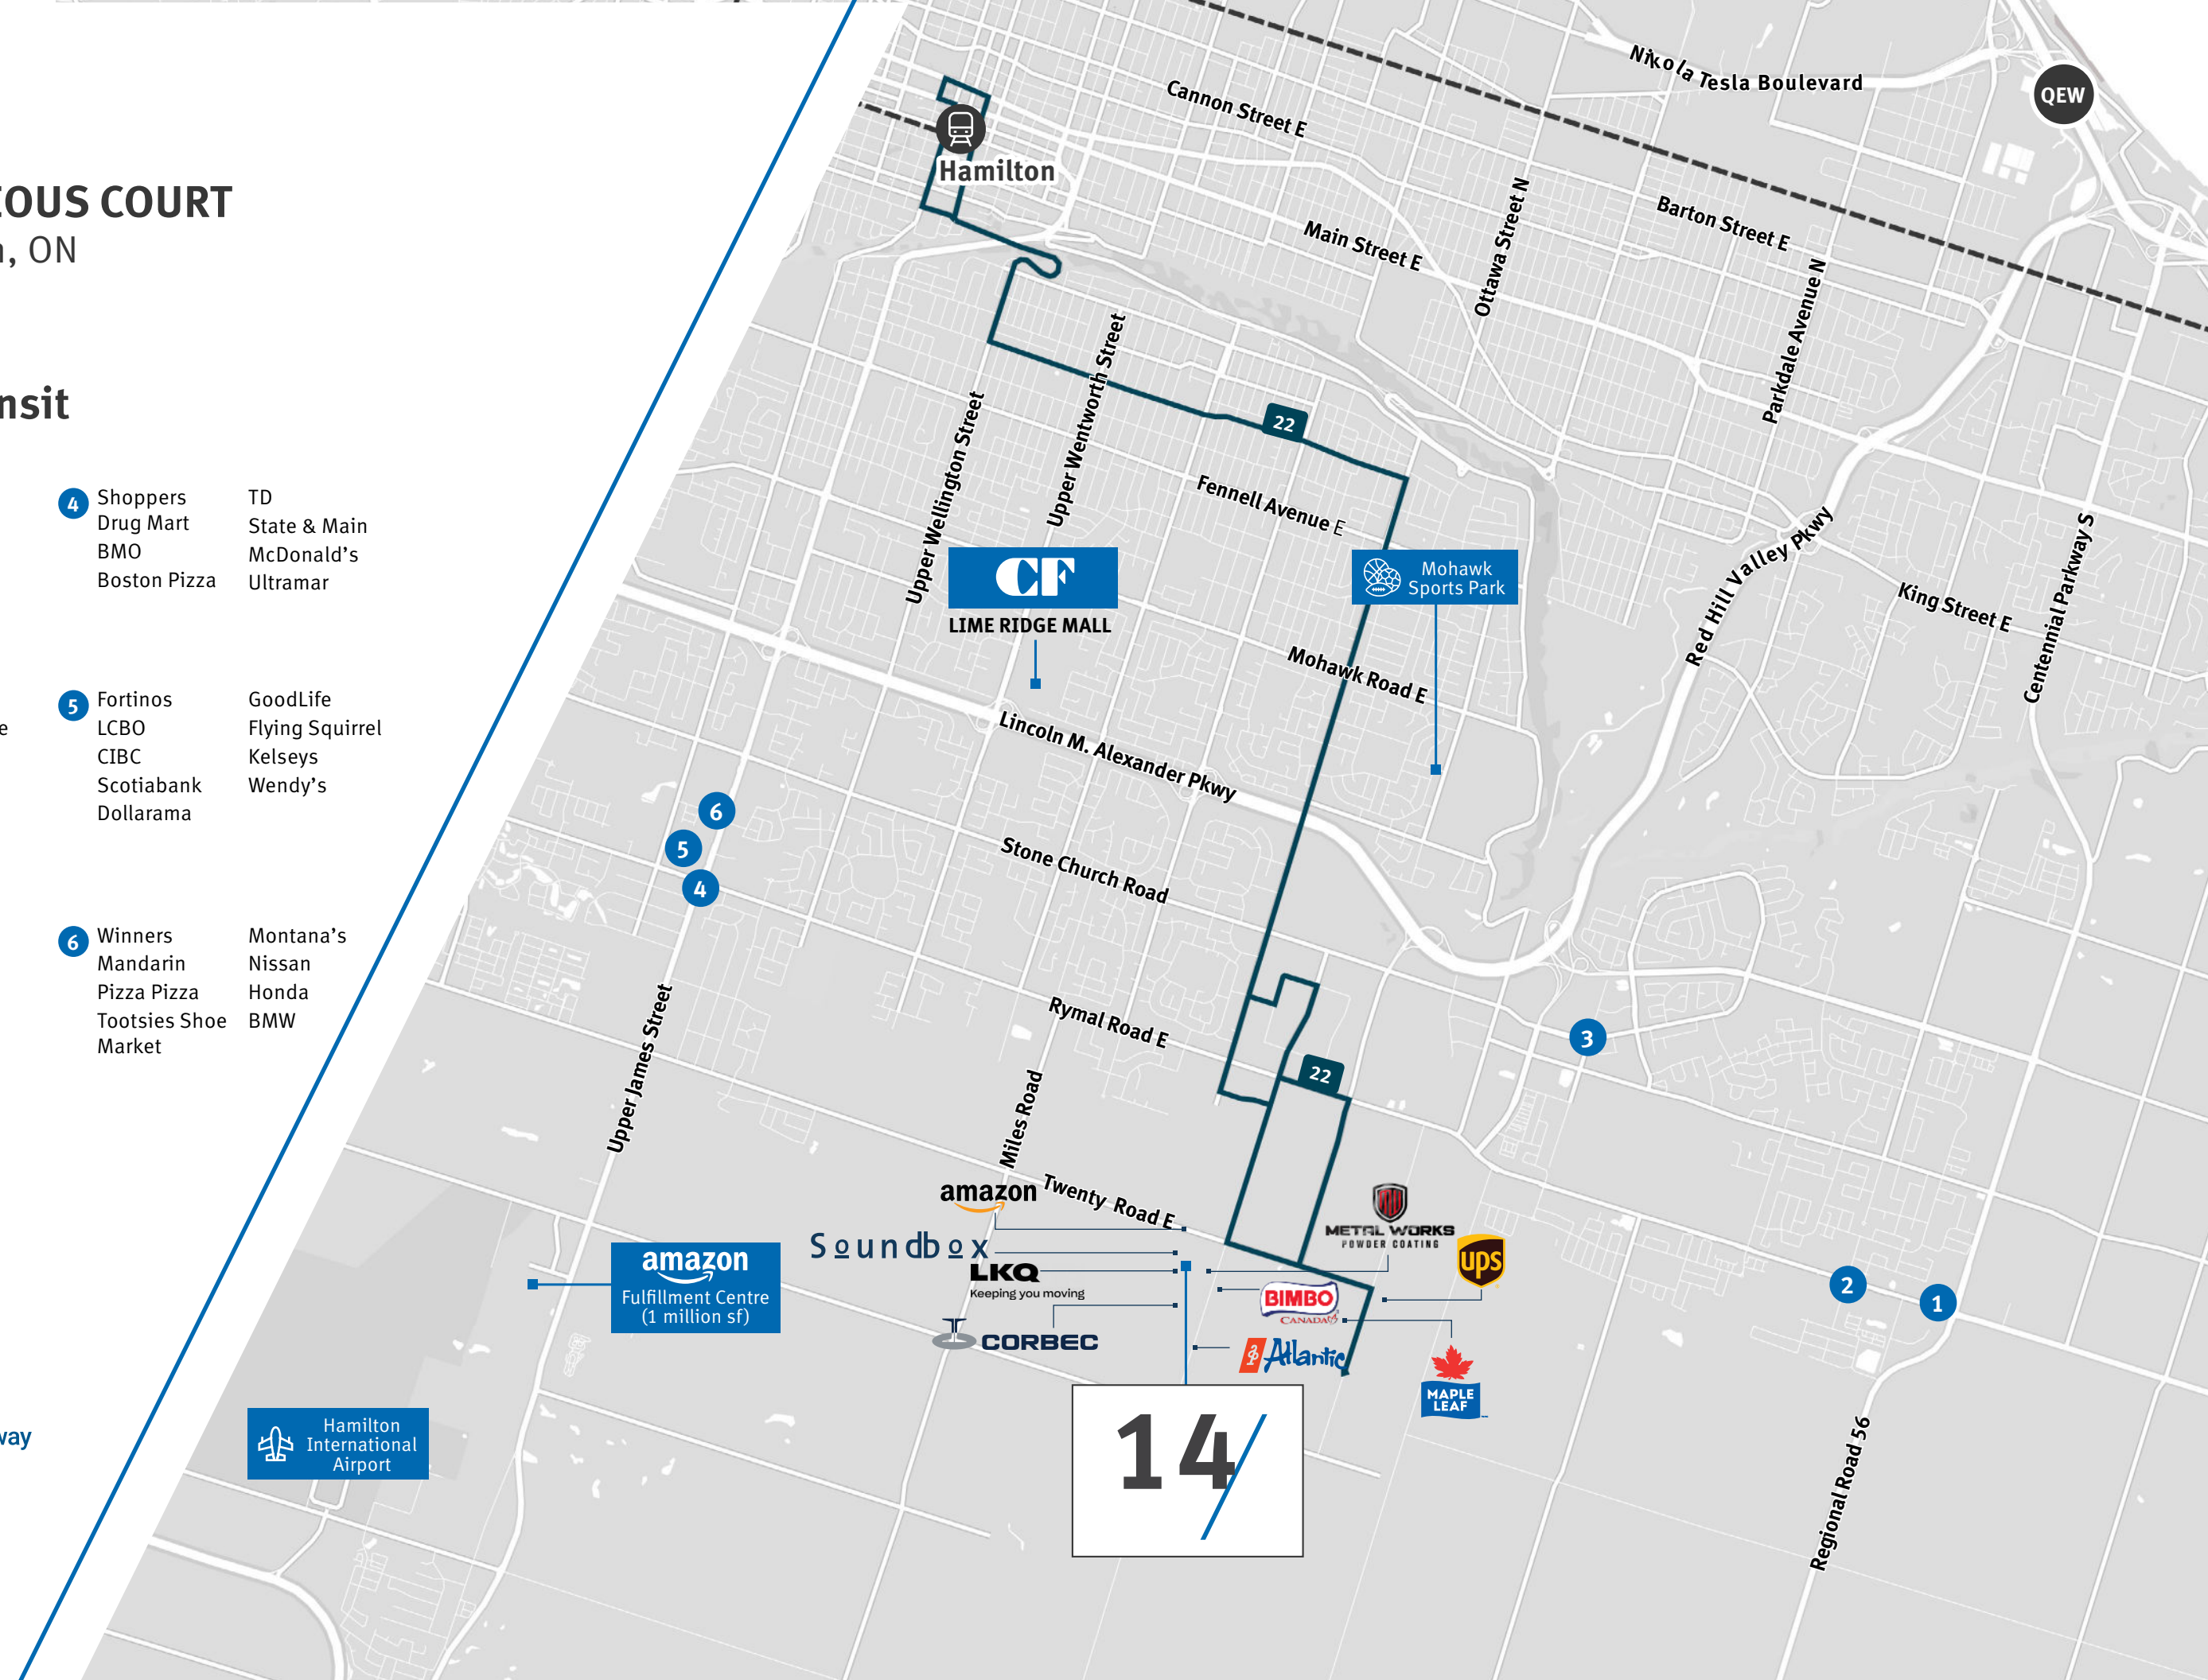 IOUS COURT
, ON
nsit
4
Shoppers
Drug Mart
BMO
Boston Pizza
TD
State & Main
McDonald's
Ultramar
5
Fortinos
LCBO
CIBC
Scotiabank
Dollarama
GoodLife
Flying Squirrel
Kelseys
Wendy's
e
6
Winners
Mandarin
Pizza Pizza
Tootsies Shoe
Market
Montana's
Nissan
Honda
BMW
way
Nikola Tesla Boulevard
QEW
Cannon Street E
Hamilton
Barton Street E
Main Street E
Ottawa Street N
Parkdale Avenue N
Upper Wentworth Street
Upper Wellington Street
22
Fennell Avenue E
CF
LIME RIDGE MALL
Mohawk
Sports Park
Red Hill Valley Pkwy
King Street E
Centennial Parkway S
Mohawk Road E
Lincoln M. Alexander Pkwy
6
5
4
Stone Church Road
Rymal Road E
3
22
Upper James Street
Miles Road
Twenty Road E
amazon
Soundbox
LKQ
Keeping you moving
CORBEC
METAL WORKS
POWDER COATING
ups
BIMBO
CANADA
Atlantic
MAPLE
LEAF
amazon
Fulfillment Centre
(1 million sf)
2
1
Hamilton
International
Airport
14/
Regional Road 56